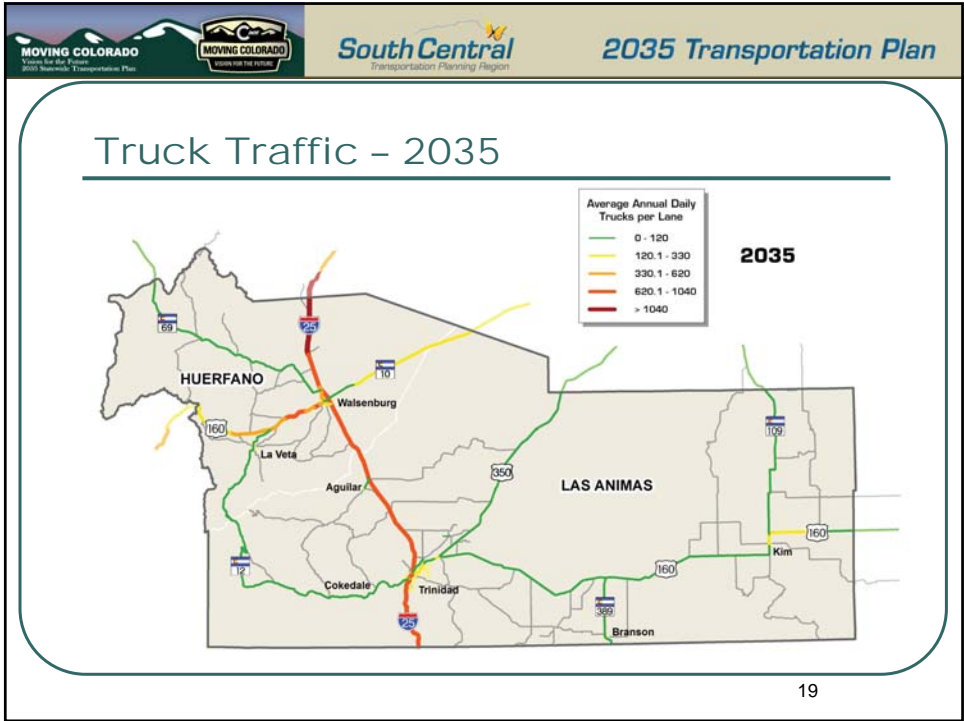 MOVING COLORADO
Vision for the Future
2035 Statewide Transportation Plan
MOVING COLORADO
VISION FOR THE FUTURE
South Central
Transportation Planning Region
2035 Transportation Plan
Truck Traffic – 2035
Average Annual Daily
Trucks per Lane
0 - 120
120.1 - 330
330.1 - 620
620.1 - 1040
> 1040
2035
69
25
10
HUERFANO
Walsenburg
160
109
La Veta
350
Aguilar
LAS ANIMAS
160
Kim
12
160
Cokedale
Trinidad
389
25
Branson
19